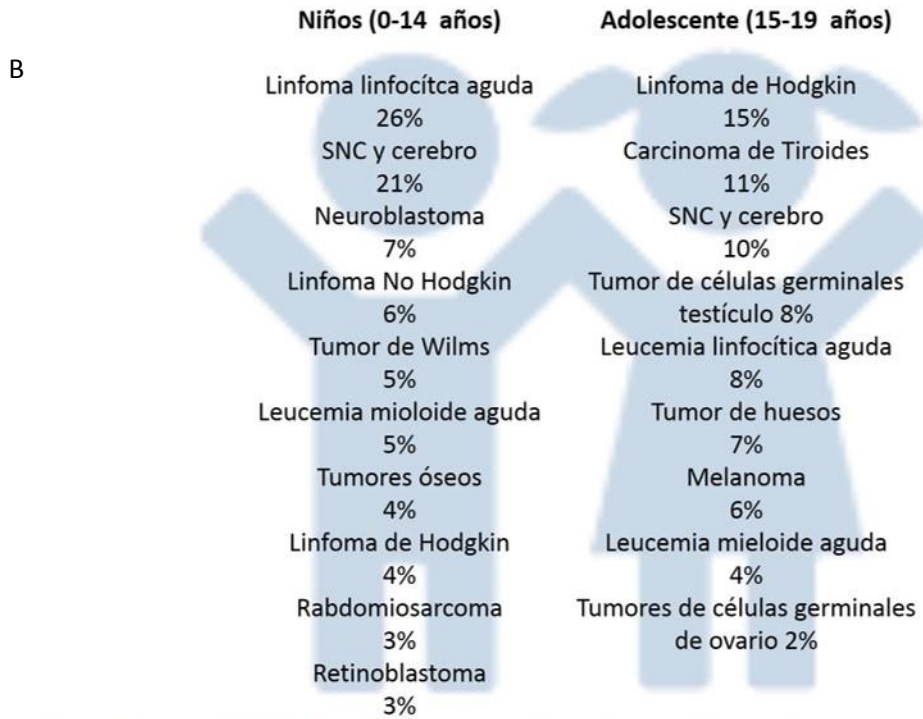 B
Niños (0-14 años)
Linfoma linfocítca aguda
26%
SNC y cerebro
21%
Neuroblastoma
7%
Linfoma No Hodgkin
6%
Tumor de Wilms
5%
Leucemia mioloide aguda
5%
Tumores óseos
4%
Linfoma de Hodgkin
4%
Rabdomiosarcoma
3%
Retinoblastoma
3%
Adolescente (15-19 años)
Linfoma de Hodgkin
15%
Carcinoma de Tiroides
11%
SNC y cerebro
10%
Tumor de células germinales
testículo 8%
Leucemia linfocítica aguda
8%
Tumor de huesos
7%
Melanoma
6%
Leucemia mieloide aguda
4%
Tumores de células germinales
de ovario 2%